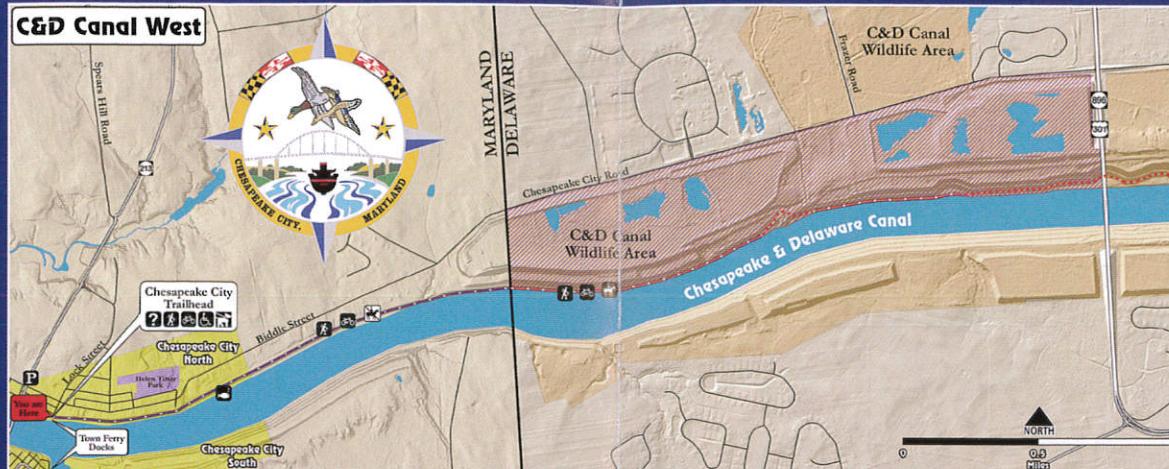 C&D Canal West
Spears Hill Road
213
CHESAPEAKE CITY,
MARYLAND
MARYLAND
DELAWARE
C&D Canal
Wildlife Area
Frazer Road
896
301
Chesapeake City Road
C&D Canal
Wildlife Area
Chesapeake & Delaware Canal
Chesapeake City
Trailhead
?
Biddle Street
Lock Street
Chesapeake City
North
Helen Titter
Park
P
You are
Here
Town Ferry
Docks
Chesapeake City
South
NORTH
0
0.5
Miles